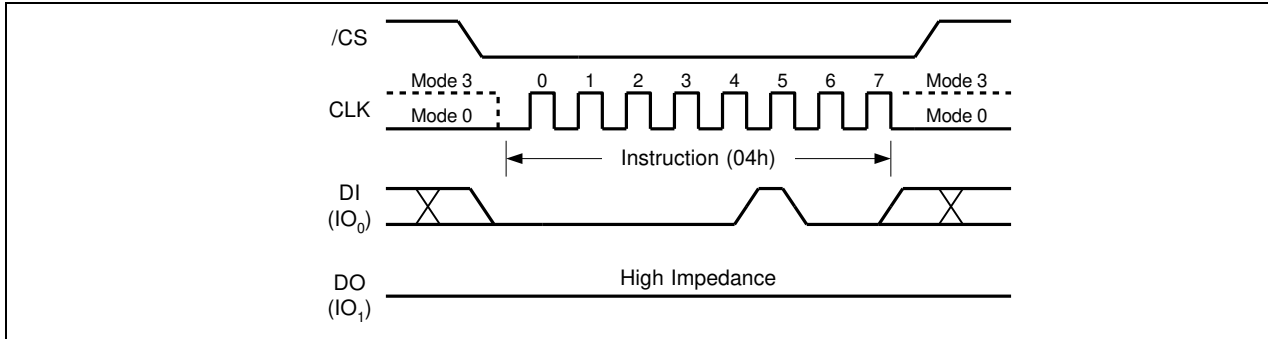 /CS
Mode 3 0 1 2 3 4 5 6 7 Mode 3
CLK
Mode 0 Mode 0
Instruction (04h)
DI
(IO0)
High Impedance
DO
(IO1)